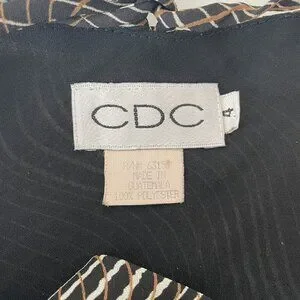 CDC
4
MADE IN
GUATEMALA
100% POLYESTER